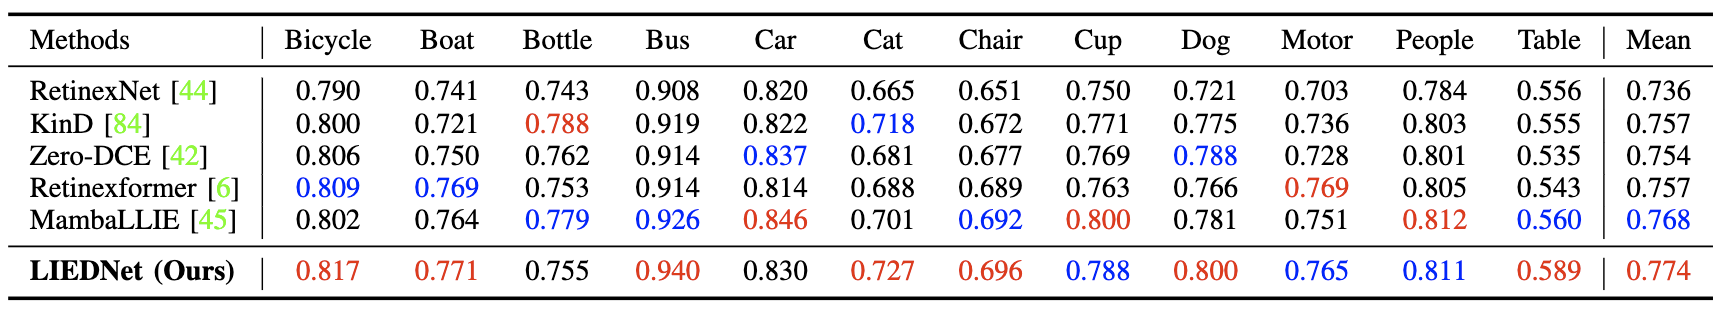 Methods Bicycle Boat Bottle Bus Car Cat Chair Cup Dog Motor People Table Mean
RetinexNet [44] 0.790 0.741 0.743 0.908 0.820 0.665 0.651 0.750 0.721 0.703 0.784 0.556 0.736
KinD [84] 0.800 0.721 0.788 0.919 0.822 0.718 0.672 0.771 0.775 0.736 0.803 0.555 0.757
Zero-DCE [42] 0.806 0.750 0.762 0.914 0.837 0.681 0.677 0.769 0.788 0.728 0.801 0.535 0.754
Retinexformer [6] 0.809 0.769 0.753 0.914 0.814 0.688 0.689 0.763 0.766 0.769 0.805 0.543 0.757
MambaLLIE [45] 0.802 0.764 0.779 0.926 0.846 0.701 0.692 0.800 0.781 0.751 0.812 0.560 0.768
LIEDNet (Ours) 0.817 0.771 0.755 0.940 0.830 0.727 0.696 0.788 0.800 0.765 0.811 0.589 0.774